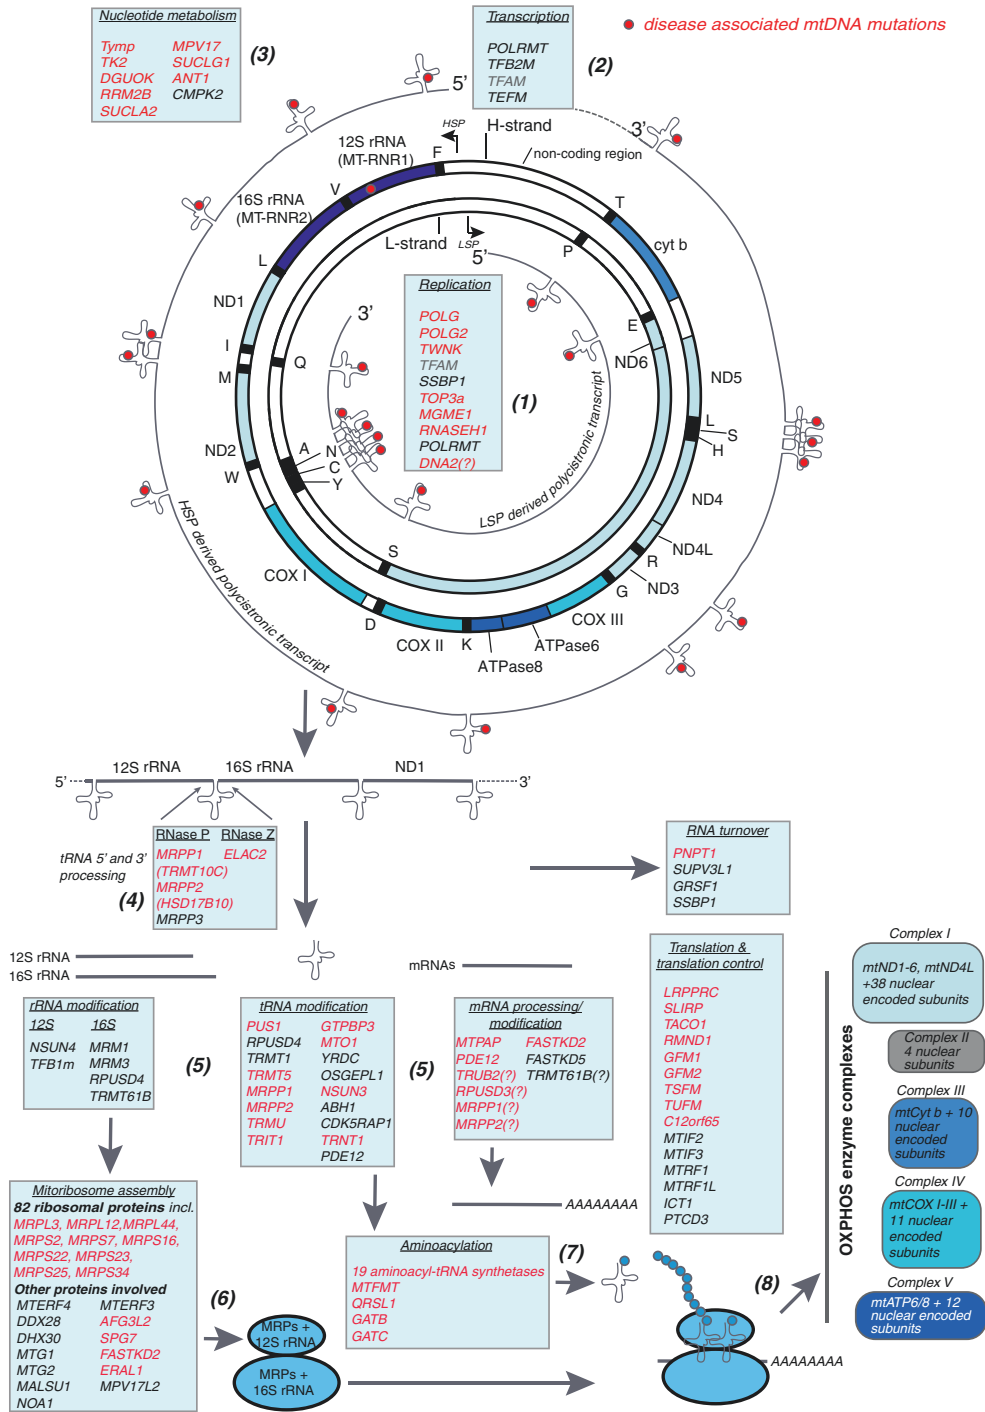 Nucleotide metabolism
Tymp MPV17
TK2 SUCLG1
DGUOK ANT1
RRM2B CMPK2
SUCLA2
(3)
Transcription
POLRMT
TFB2M
TFAM
TEFM
(2)
disease associated mtDNA mutations
5'
3'
HSP
H-strand
non-coding region
12S rRNA
(MT-RNR1)
F
V
16S rRNA
(MT-RNR2)
L
ND1
I
M
ND2
W
COX I
D
COX II
K
ATPase8
ATPase6
COX III
G
ND3
R
ND4L
ND4
H
S
L
ND5
cyt b
T
L-strand
LSP
5'
P
E
ND6
Q
A
N
C
Y
S
3'
Replication
POLG
POLG2
TWNK
TFAM
SSBP1
TOP3a
MGME1
RNASEH1
POLRMT
DNA2(?)
(1)
LSP derived polycistronic transcript
HSP derived polycistronic transcript
5' 12S rRNA 16S rRNA ND1 3'
RNase P RNase Z
MRPP1 ELAC2
(TRMT10C)
MRPP2
(HSD17B10)
MRPP3
tRNA 5' and 3'
processing
(4)
RNA turnover
PNPT1
SUPV3L1
GRSF1
SSBP1
12S rRNA
16S rRNA
mRNAs
rRNA modification
12S 16S
NSUN4 MRM1
TFB1m MRM3
RPUSD4
TRMT61B
(5)
tRNA modification
PUS1 GTPBP3
RPUSD4 MTO1
TRMT1 YRDC
TRMT5 OSGEPL1
MRPP1 NSUN3
MRPP2 ABH1
TRMU CDK5RAP1
TRIT1 TRNT1
PDE12
(5)
mRNA processing/
modification
MTPAP FASTKD2
PDE12 FASTKD5
TRUB2(?) TRMT61B(?)
RPUSD3(?)
MRPP1(?)
MRPP2(?)
AAAAAAAA
Translation &
translation control
LRPPRC
SLIRP
TACO1
RMND1
GFM1
GFM2
TSFM
TUFM
C12orf65
MTIF2
MTIF3
MTRF1
MTRF1L
ICT1
PTCD3
Mitoribosome assembly
82 ribosomal proteins incl.
MRPL3, MRPL12,MRPL44,
MRPS2, MRPS7, MRPS16,
MRPS22, MRPS23,
MRPS25, MRPS34
Other proteins involved
MTERF4 MTERF3
DDX28 AFG3L2
DHX30 SPG7
MTG1 FASTKD2
MTG2 ERAL1
MALSU1 MPV17L2
NOA1
(6)
MRPs +
12S rRNA
MRPs +
16S rRNA
Aminoacylation
19 aminoacyl-tRNA synthetases
MTFMT
QRSL1
GATB
GATC
(7)
(8)
AAAAAAAA
OXPHOS enzyme complexes
Complex I
mtND1-6, mtND4L
+38 nuclear
encoded subunits
Complex II
4 nuclear
subunits
Complex III
mtCyt b + 10
nuclear
encoded
subunits
Complex IV
mtCOX I-III +
11 nuclear
encoded
subunits
Complex V
mtATP6/8 + 12
nuclear encoded
subunits